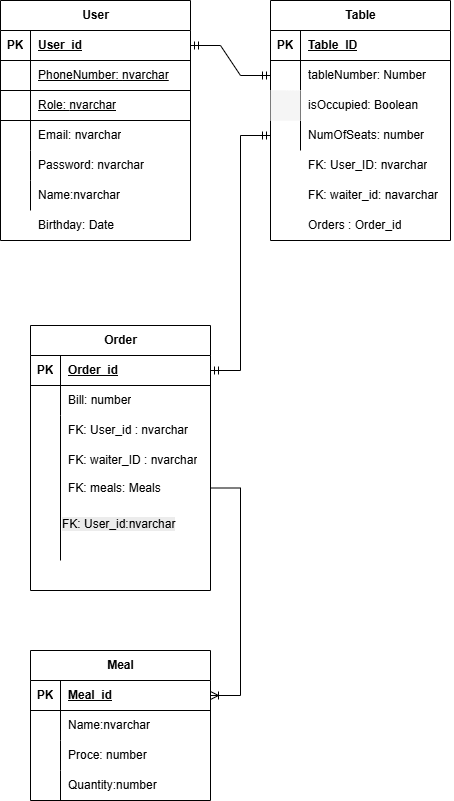 User
PK User_id
PhoneNumber: nvarchar
Role: nvarchar
Email: nvarchar
Password: nvarchar
Name:nvarchar
Birthday: Date
Table
PK Table_ID
tableNumber: Number
isOccupied: Boolean
NumOfSeats: number
FK: User_ID: nvarchar
FK: waiter_id: navarchar
Orders : Order_id
Order
PK Order_id
Bill: number
FK: User_id : nvarchar
FK: waiter_ID : nvarchar
FK: meals: Meals
FK: User_id:nvarchar
Meal
PK Meal_id
Name:nvarchar
Proce: number
Quantity:number